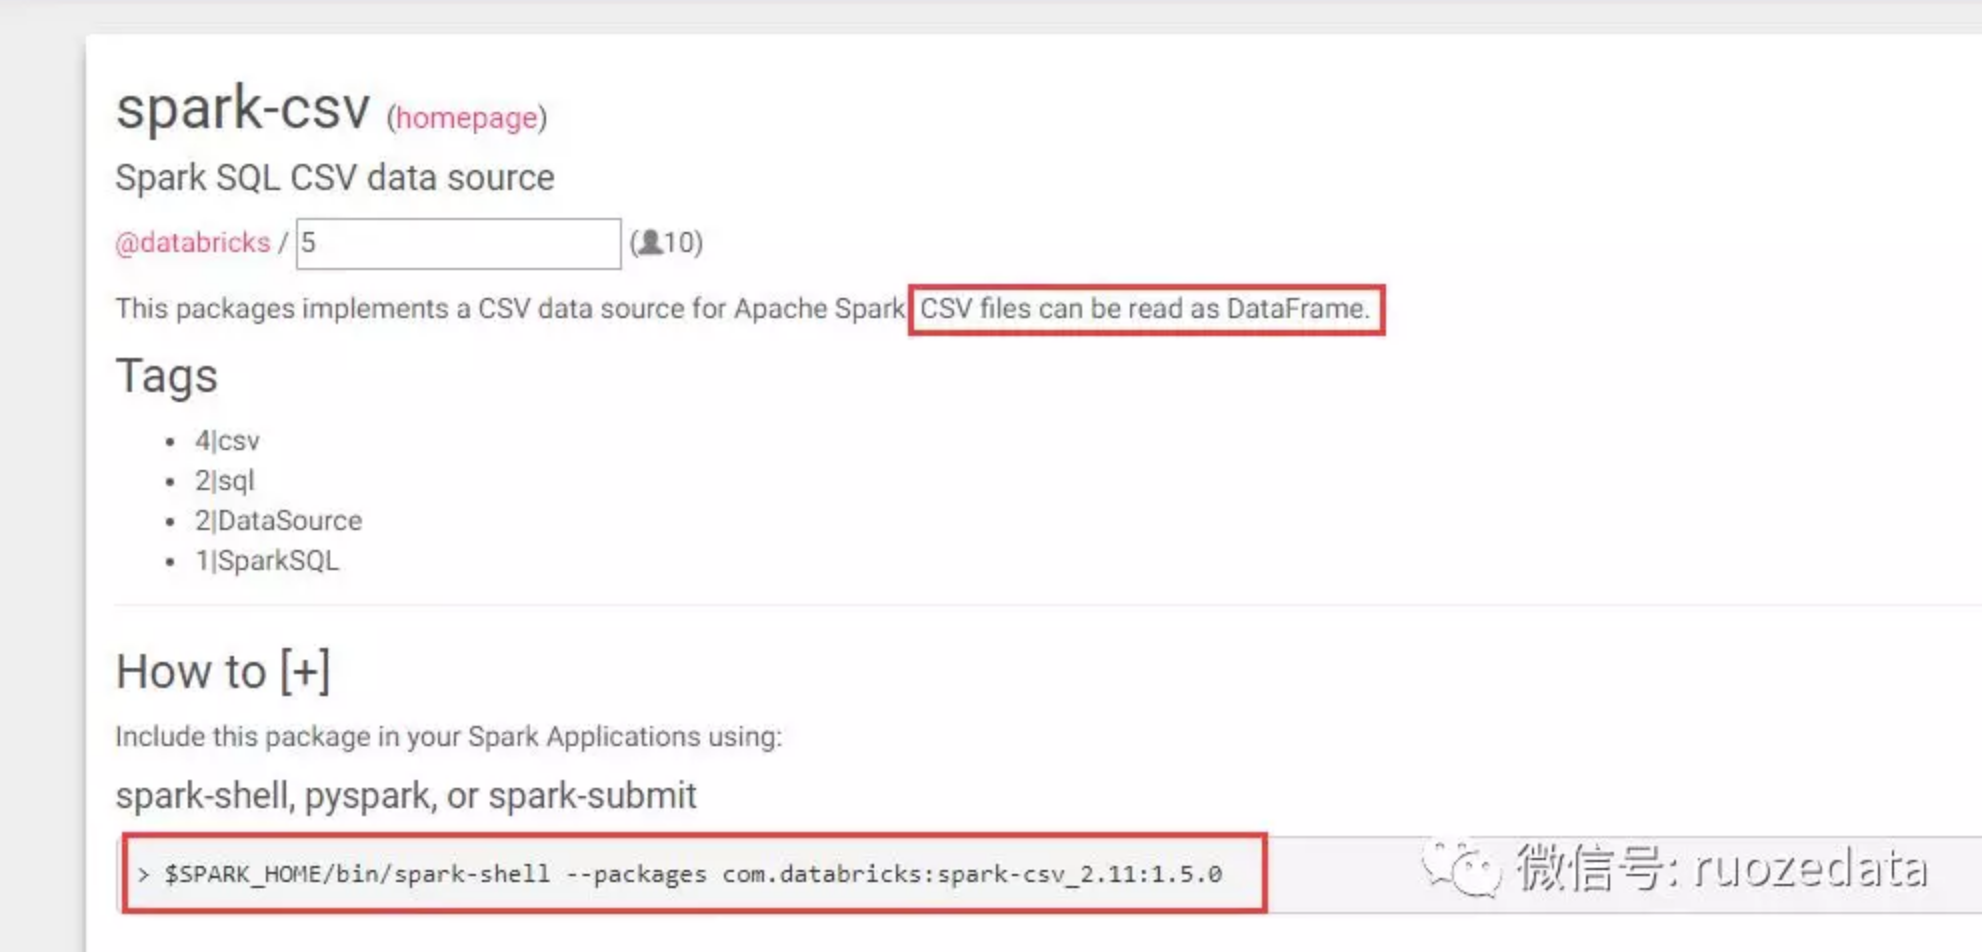 spark-csv (homepage)
Spark SQL CSV data source
@databricks / 5 (10)
This packages implements a CSV data source for Apache Spark CSV files can be read as DataFrame.
Tags
• 4|csv
• 2|sql
• 2|DataSource
• 1|SparkSQL
How to [+]
Include this package in your Spark Applications using:
spark-shell, pyspark, or spark-submit
> $SPARK_HOME/bin/spark-shell --packages com.databricks:spark-csv_2.11:1.5.0
微信号: ruozedata